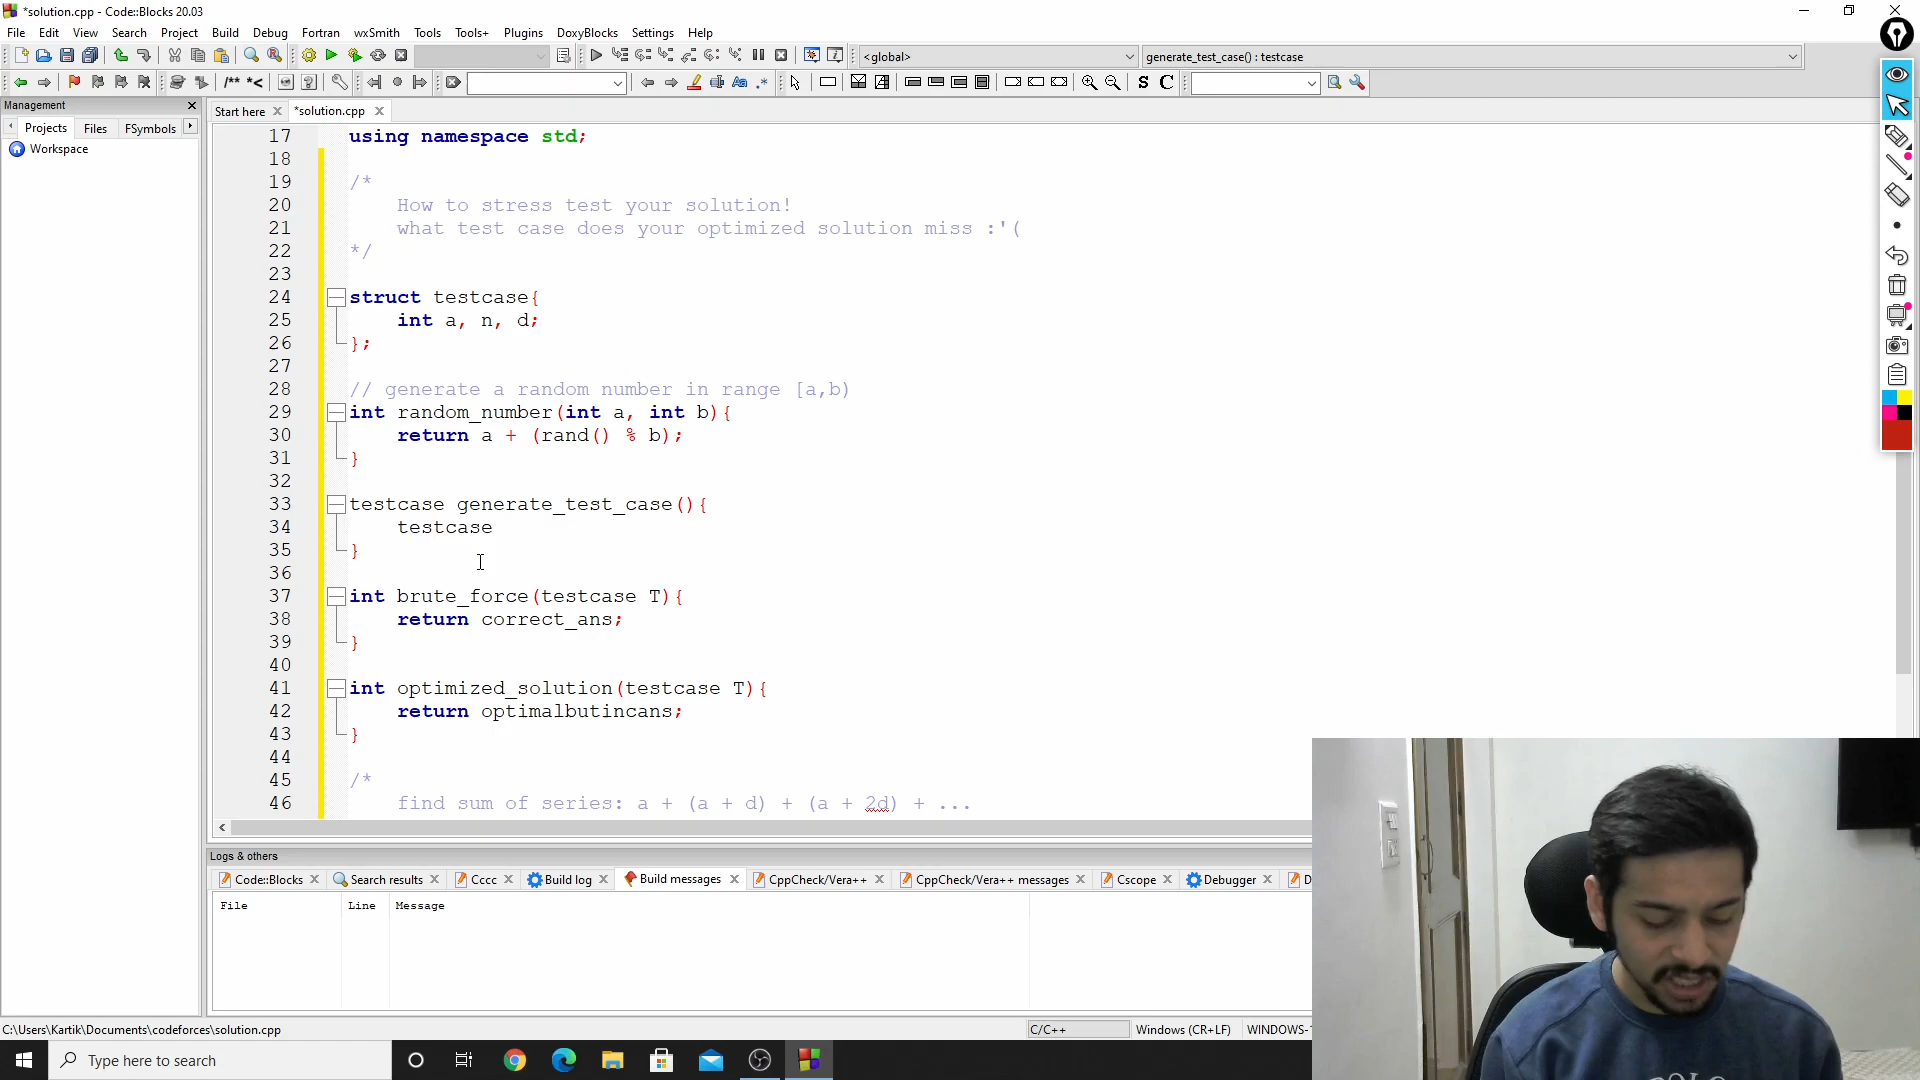 *solution.cpp - Code::Blocks 20.03
File Edit View Search Project Build Debug Fortran wxSmith Tools Tools+ Plugins DoxyBlocks Settings Help
<global>
generate_test_case() : testcase
/** *<
Aa .*
S C
Management
Start here
*solution.cpp
Projects Files FSymbols
Workspace
17 using namespace std;
18
19 /*
20 How to stress test your solution!
21 what test case does your optimized solution miss :'(
22 */
23
24 struct testcase{
25 int a, n, d;
26 };
27
28 // generate a random number in range [a,b)
29 int random_number(int a, int b){
30 return a + (rand() % b);
31 }
32
33 testcase generate_test_case(){
34 testcase
35 }
36
37 int brute_force(testcase T){
38 return correct_ans;
39 }
40
41 int optimized_solution(testcase T){
42 return optimalbutincans;
43 }
44
45 /*
46 find sum of series: a + (a + d) + (a + 2d) + ...
Logs & others
Code::Blocks Search results Cccc Build log Build messages CppCheck/Vera++ CppCheck/Vera++ messages Cscope Debugger D
File Line Message
C:\Users\Kartik\Documents\codeforces\solution.cpp
C/C++
Windows (CR+LF)
WINDOWS-1
Type here to search
POLO